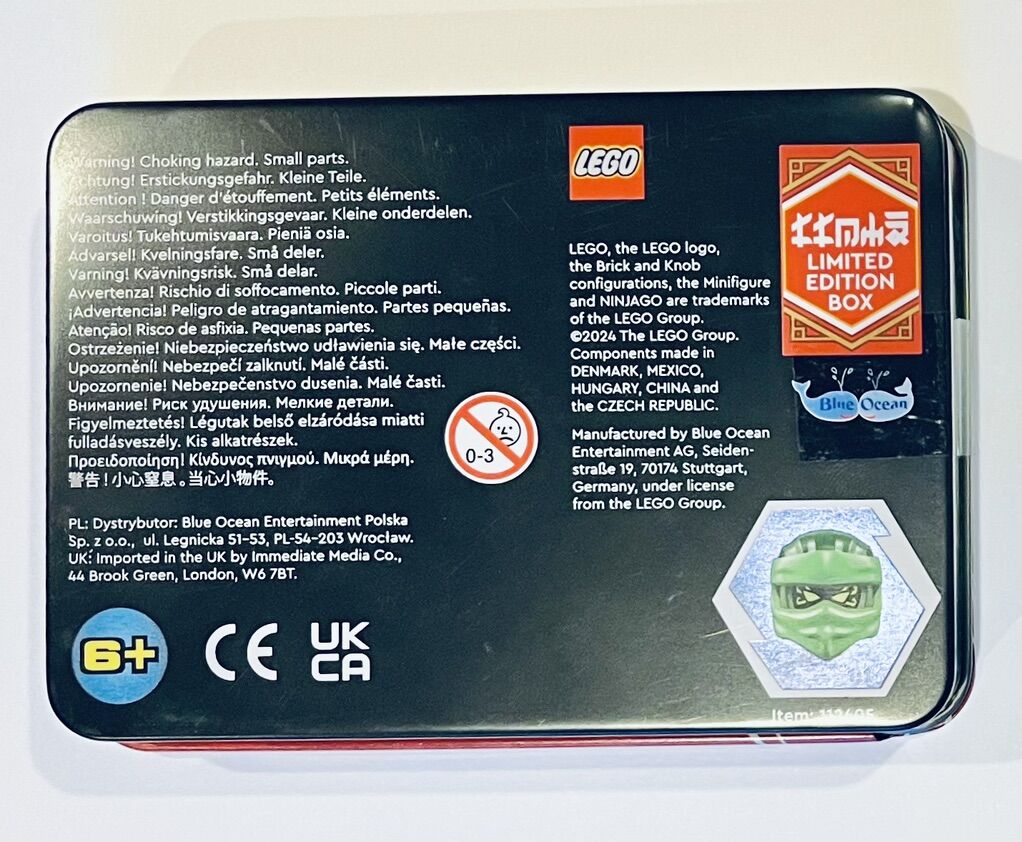 Warning! Choking hazard. Small parts.
Achtung! Erstickungsgefahr. Kleine Teile.
Attention ! Danger d'étouffement. Petits éléments.
Waarschuwing! Verstikkingsgevaar. Kleine onderdelen.
Varoitus! Tukehtumisvaara. Pieniä osia.
Advarsel! Kvelningsfare. Små deler.
Varning! Kvävningsrisk. Små delar.
Avvertenza! Rischio di soffocamento. Piccole parti.
¡Advertencia! Peligro de atragantamiento. Partes pequeñas.
Atenção! Risco de asfixia. Pequenas partes.
Ostrzeżenie! Niebezpieczeństwo udławienia się. Małe części.
Upozornění! Nebezpečí zalknutí. Malé části.
Upozornenie! Nebezpečenstvo dusenia. Malé časti.
Внимание! Риск удушения. Мелкие детали.
Figyelmeztetés! Légutak belső elzáródása miatti
fulladásveszély. Kis alkatrészek.
Προειδοποίηση! Κίνδυνος πνιγμού. Μικρά μέρη.
警告！小心窒息。当心小物件。
0-3
PL: Dystrybutor: Blue Ocean Entertainment Polska
Sp. z o.o., ul. Legnicka 51-53, PL-54-203 Wrocław.
UK: Imported in the UK by Immediate Media Co.,
44 Brook Green, London, W6 7BT.
6+
CE
UK
CA
LEGO
LEGO, the LEGO logo,
the Brick and Knob
configurations, the Minifigure
and NINJAGO are trademarks
of the LEGO Group.
©2024 The LEGO Group.
Components made in
DENMARK, MEXICO,
HUNGARY, CHINA and
the CZECH REPUBLIC.
Manufactured by Blue Ocean
Entertainment AG, Seiden-
straße 19, 70174 Stuttgart,
Germany, under license
from the LEGO Group.
LIMITED
EDITION
BOX
Blue Ocean
Item: